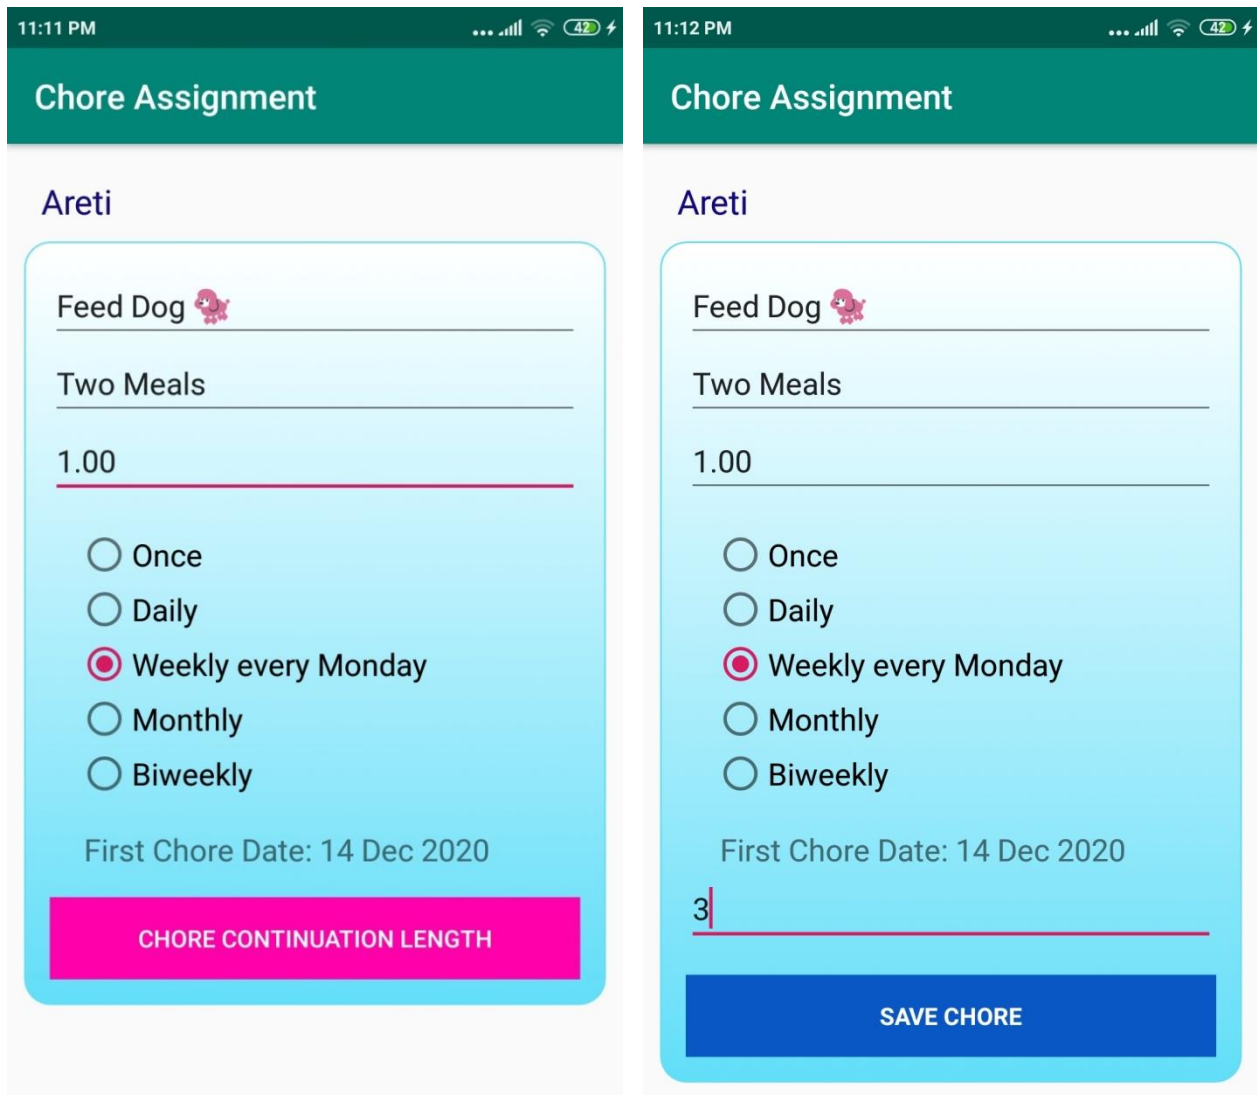 11:11 PM
42
Chore Assignment
Areti
Feed Dog
Two Meals
1.00
Once
Daily
Weekly every Monday
Monthly
Biweekly
First Chore Date: 14 Dec 2020
CHORE CONTINUATION LENGTH
11:12 PM
42
Chore Assignment
Areti
Feed Dog
Two Meals
1.00
Once
Daily
Weekly every Monday
Monthly
Biweekly
First Chore Date: 14 Dec 2020
3
SAVE CHORE